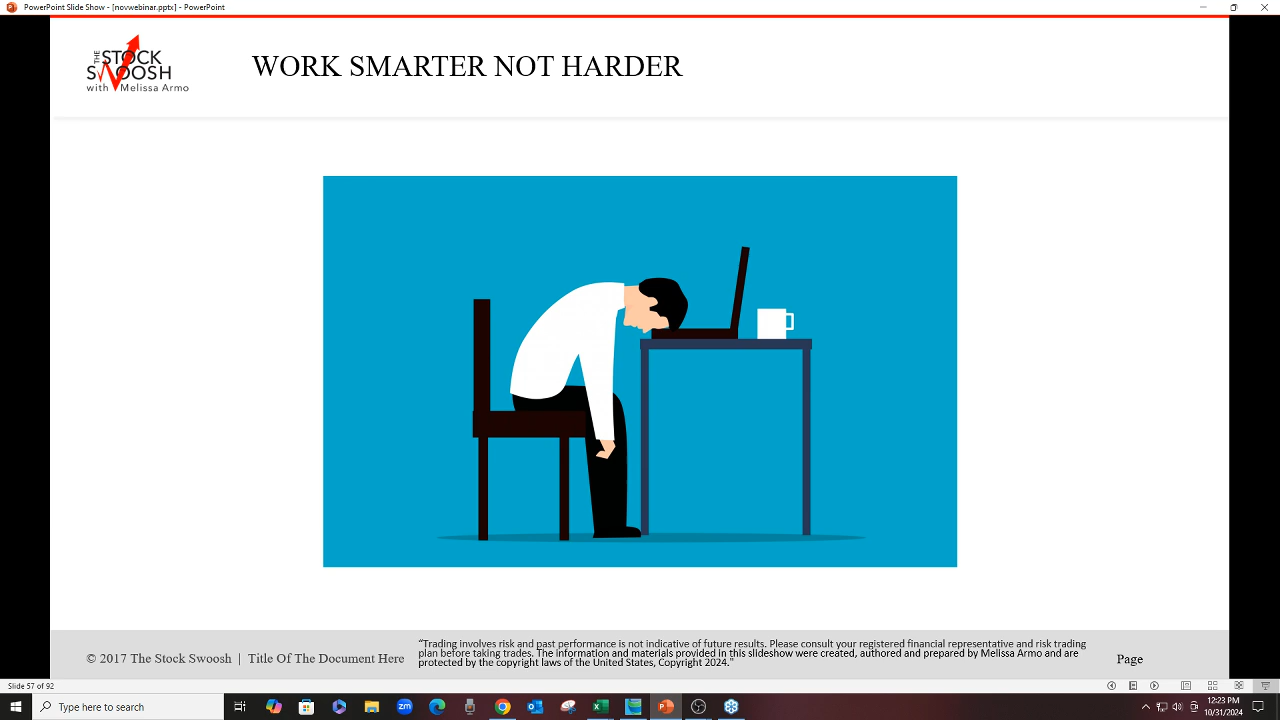 PowerPoint Slide Show - [novwebinar.pptx] - PowerPoint
THE
STOCK
SWOOSH
with Melissa Armo
WORK SMARTER NOT HARDER
© 2017 The Stock Swoosh | Title Of The Document Here
“Trading involves risk and past performance is not indicative of future results. Please consult your registered financial representative and risk trading
plan before taking trades. The information and materials provided in this slideshow were created, authored and prepared by Melissa Armo and are
protected by the copyright laws of the United States, Copyright 2024."
Page
Slide 57 of 92
Type here to search
zm
12:23 PM
10/31/2024